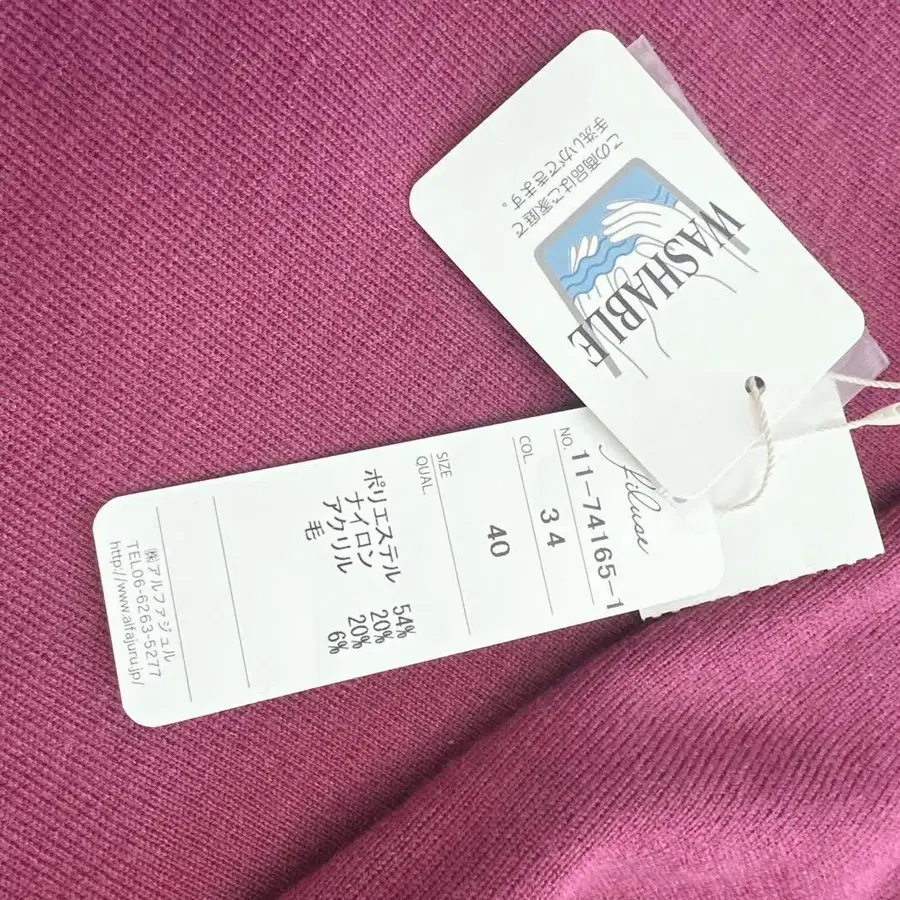 この商品はご家庭で
手洗いができます。
WASHABLE
NO. 11-74165-1
COL. 34
SIZE 40
QUAL.
ポリエステル 54%
ナイロン 20%
アクリル 20%
毛 6%
㈱アルファジュル
TEL06-6263-5277
http://www.alfajuru.jp/